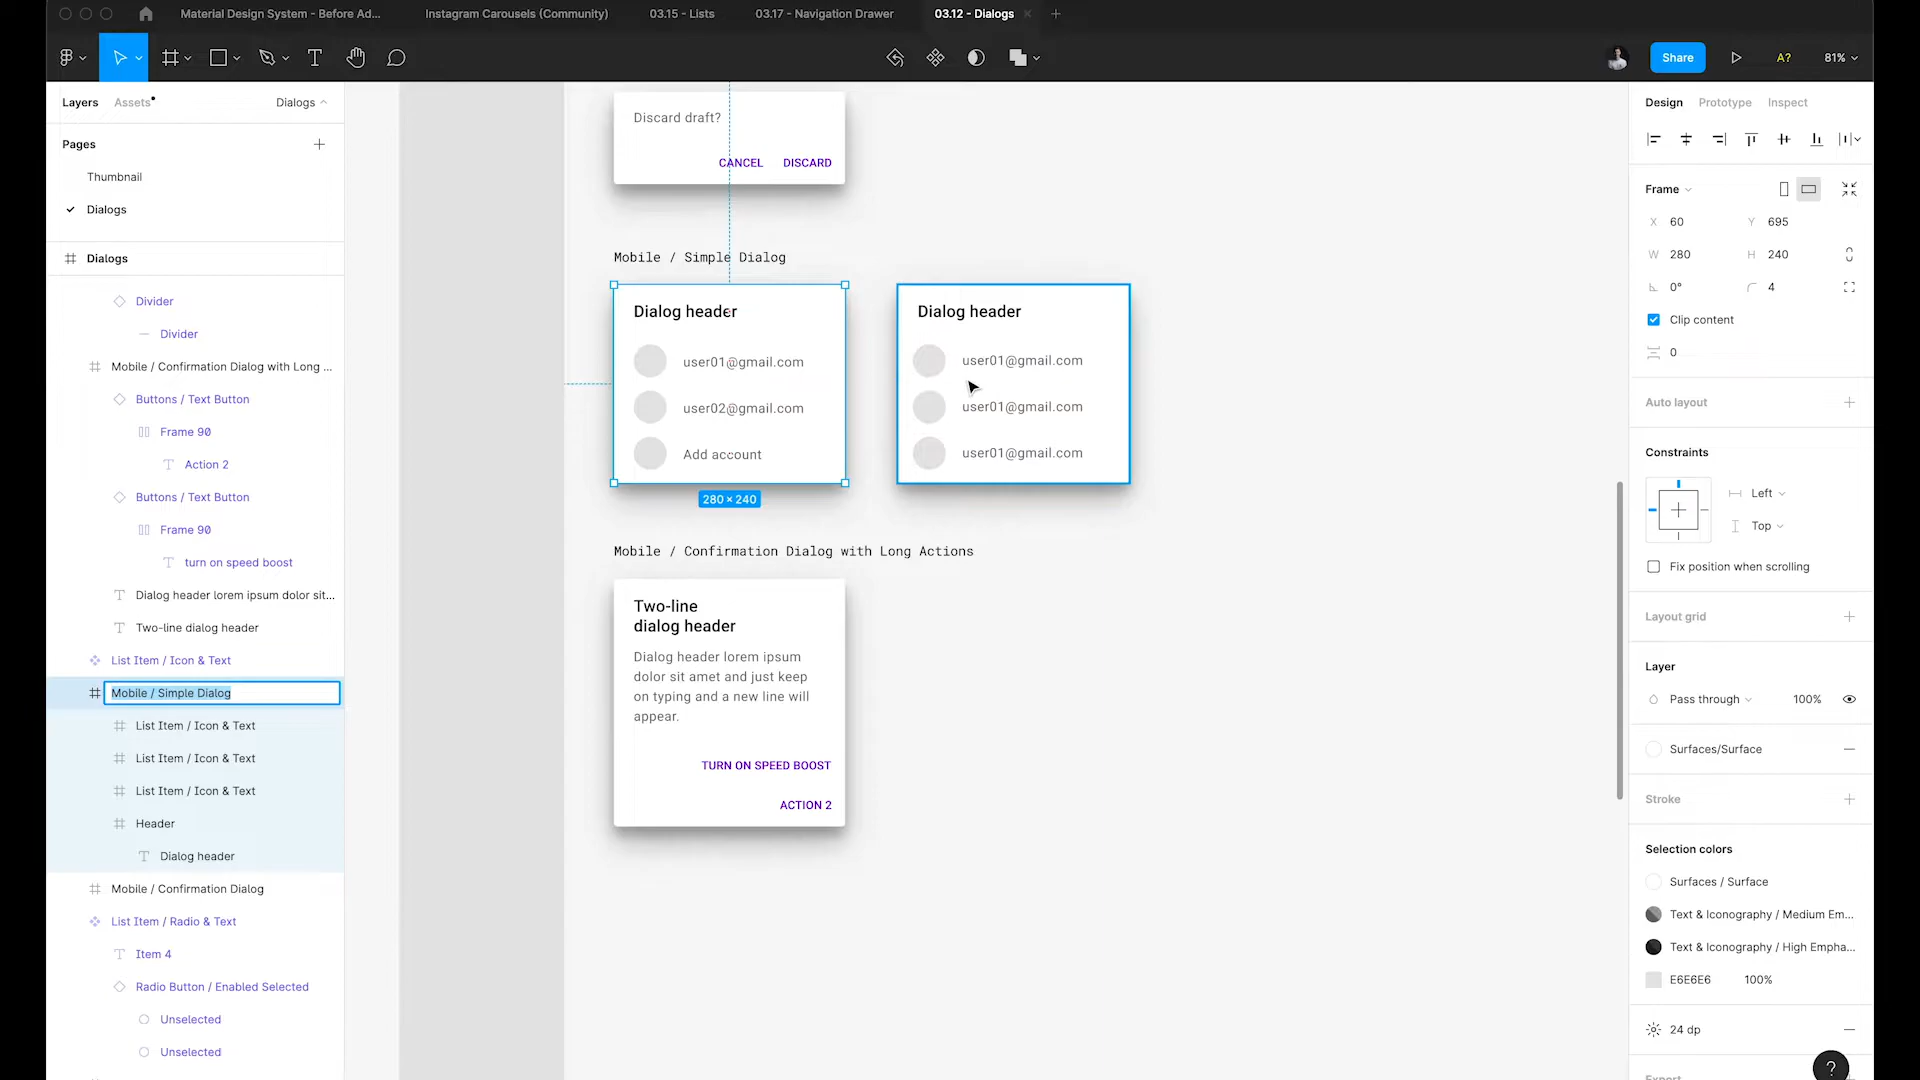 Material Design System - Before Ad...
Instagram Carousels (Community)
03.15 - Lists
03.17 - Navigation Drawer
03.12 - Dialogs
Share
A?
81%
Layers
Assets
Dialogs
Pages
Thumbnail
Dialogs
Dialogs
Divider
Divider
Mobile / Confirmation Dialog with Long ...
Buttons / Text Button
Frame 90
Action 2
Buttons / Text Button
Frame 90
turn on speed boost
Dialog header lorem ipsum dolor sit...
Two-line dialog header
List Item / Icon & Text
Mobile / Simple Dialog
List Item / Icon & Text
List Item / Icon & Text
List Item / Icon & Text
Header
Dialog header
Mobile / Confirmation Dialog
List Item / Radio & Text
Item 4
Radio Button / Enabled Selected
Unselected
Unselected
Discard draft?
CANCEL
DISCARD
Mobile / Simple Dialog
Dialog header
user01@gmail.com
user02@gmail.com
Add account
280 × 240
Dialog header
user01@gmail.com
user01@gmail.com
user01@gmail.com
Mobile / Confirmation Dialog with Long Actions
Two-line
dialog header
Dialog header lorem ipsum
dolor sit amet and just keep
on typing and a new line will
appear.
TURN ON SPEED BOOST
ACTION 2
Design
Prototype
Inspect
Frame
X 60
Y 695
W 280
H 240
0°
4
Clip content
0
Auto layout
Constraints
Left
Top
Fix position when scrolling
Layout grid
Layer
Pass through
100%
Surfaces/Surface
Stroke
Selection colors
Surfaces / Surface
Text & Iconography / Medium Em...
Text & Iconography / High Empha...
E6E6E6
100%
24 dp
Export
?